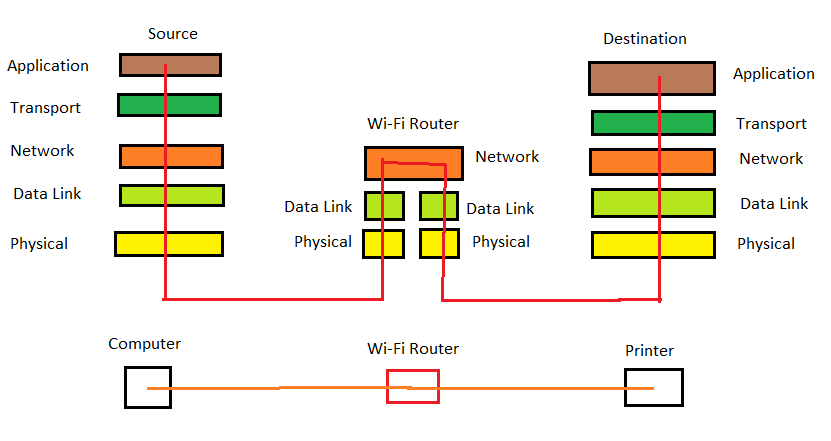 Source
Destination
Application
Application
Transport
Transport
Wi-Fi Router
Network
Network
Network
Data Link
Data Link
Data Link
Data Link
Physical
Physical
Physical
Physical
Computer
Wi-Fi Router
Printer